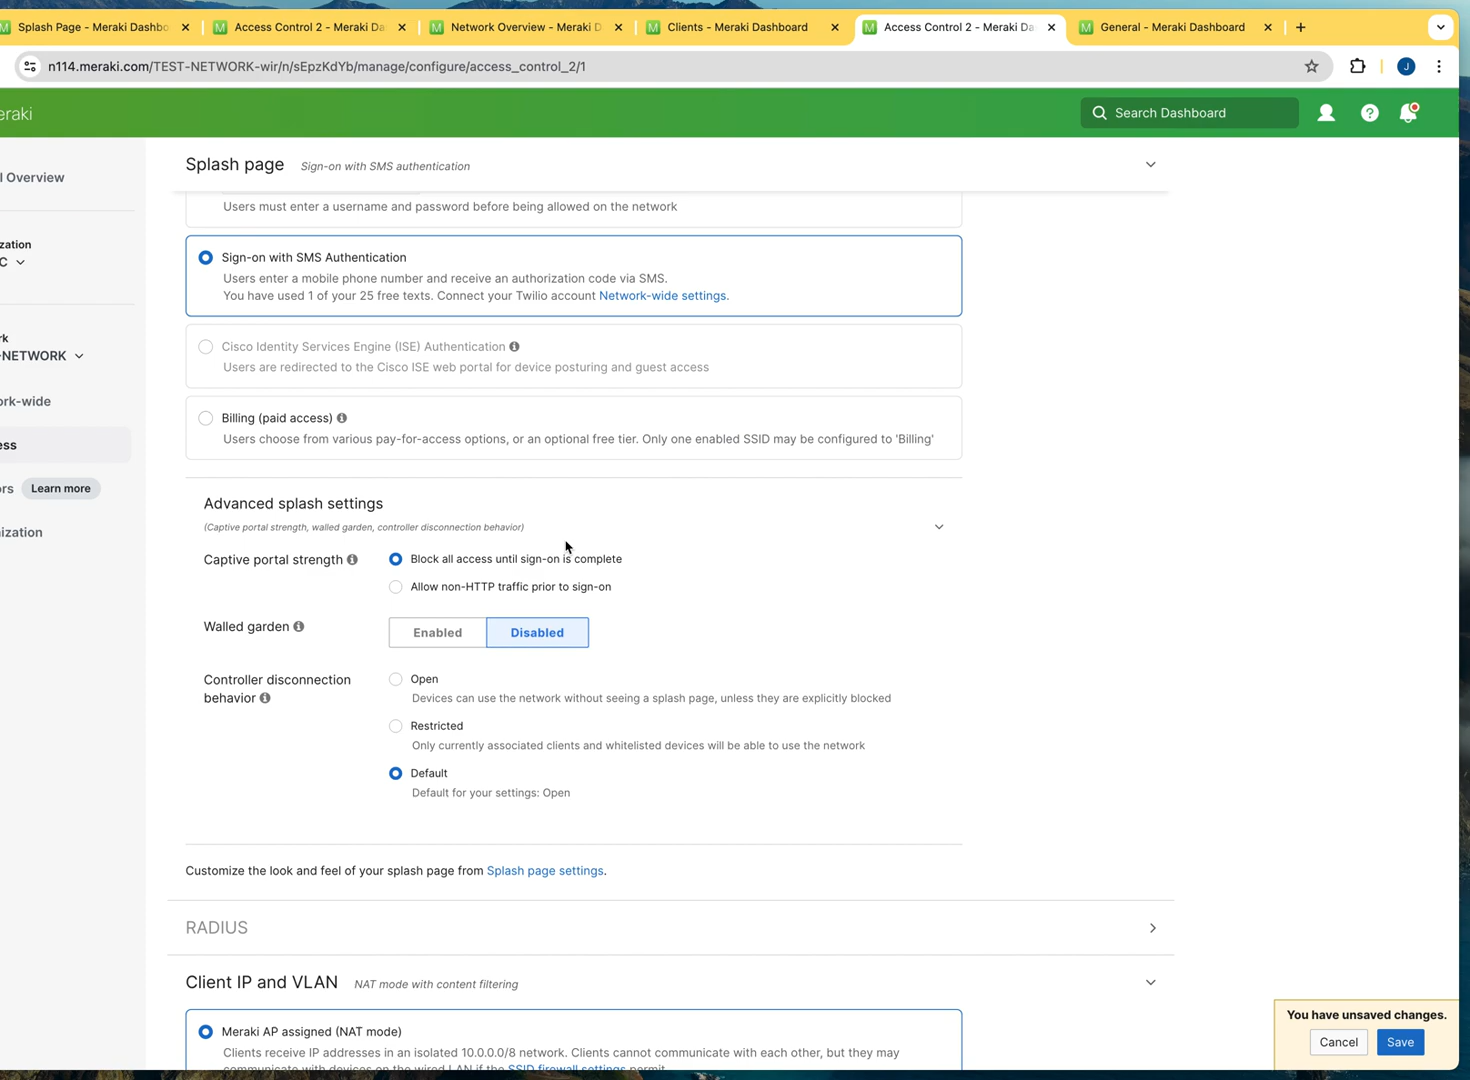 Splash Page - Meraki Dashbo
Access Control 2 - Meraki Da
Network Overview - Meraki D
Clients - Meraki Dashboard
Access Control 2 - Meraki Da
General - Meraki Dashboard
n114.meraki.com/TEST-NETWORK-wir/n/sEpzKdYb/manage/configure/access_control_2/1
J
eraki
Search Dashboard
l Overview
zation
C
rk
-NETWORK
ork-wide
ess
ors Learn more
ization
Splash page Sign-on with SMS authentication
Users must enter a username and password before being allowed on the network
Sign-on with SMS Authentication
Users enter a mobile phone number and receive an authorization code via SMS.
You have used 1 of your 25 free texts. Connect your Twilio account Network-wide settings.
Cisco Identity Services Engine (ISE) Authentication
Users are redirected to the Cisco ISE web portal for device posturing and guest access
Billing (paid access)
Users choose from various pay-for-access options, or an optional free tier. Only one enabled SSID may be configured to 'Billing'
Advanced splash settings
(Captive portal strength, walled garden, controller disconnection behavior)
Captive portal strength
Block all access until sign-on is complete
Allow non-HTTP traffic prior to sign-on
Walled garden
Enabled Disabled
Controller disconnection
behavior
Open
Devices can use the network without seeing a splash page, unless they are explicitly blocked
Restricted
Only currently associated clients and whitelisted devices will be able to use the network
Default
Default for your settings: Open
Customize the look and feel of your splash page from Splash page settings.
RADIUS
Client IP and VLAN NAT mode with content filtering
Meraki AP assigned (NAT mode)
Clients receive IP addresses in an isolated 10.0.0.0/8 network. Clients cannot communicate with each other, but they may
communicate with devices on the wired LAN if the SSID firewall settings permit.
You have unsaved changes.
Cancel Save